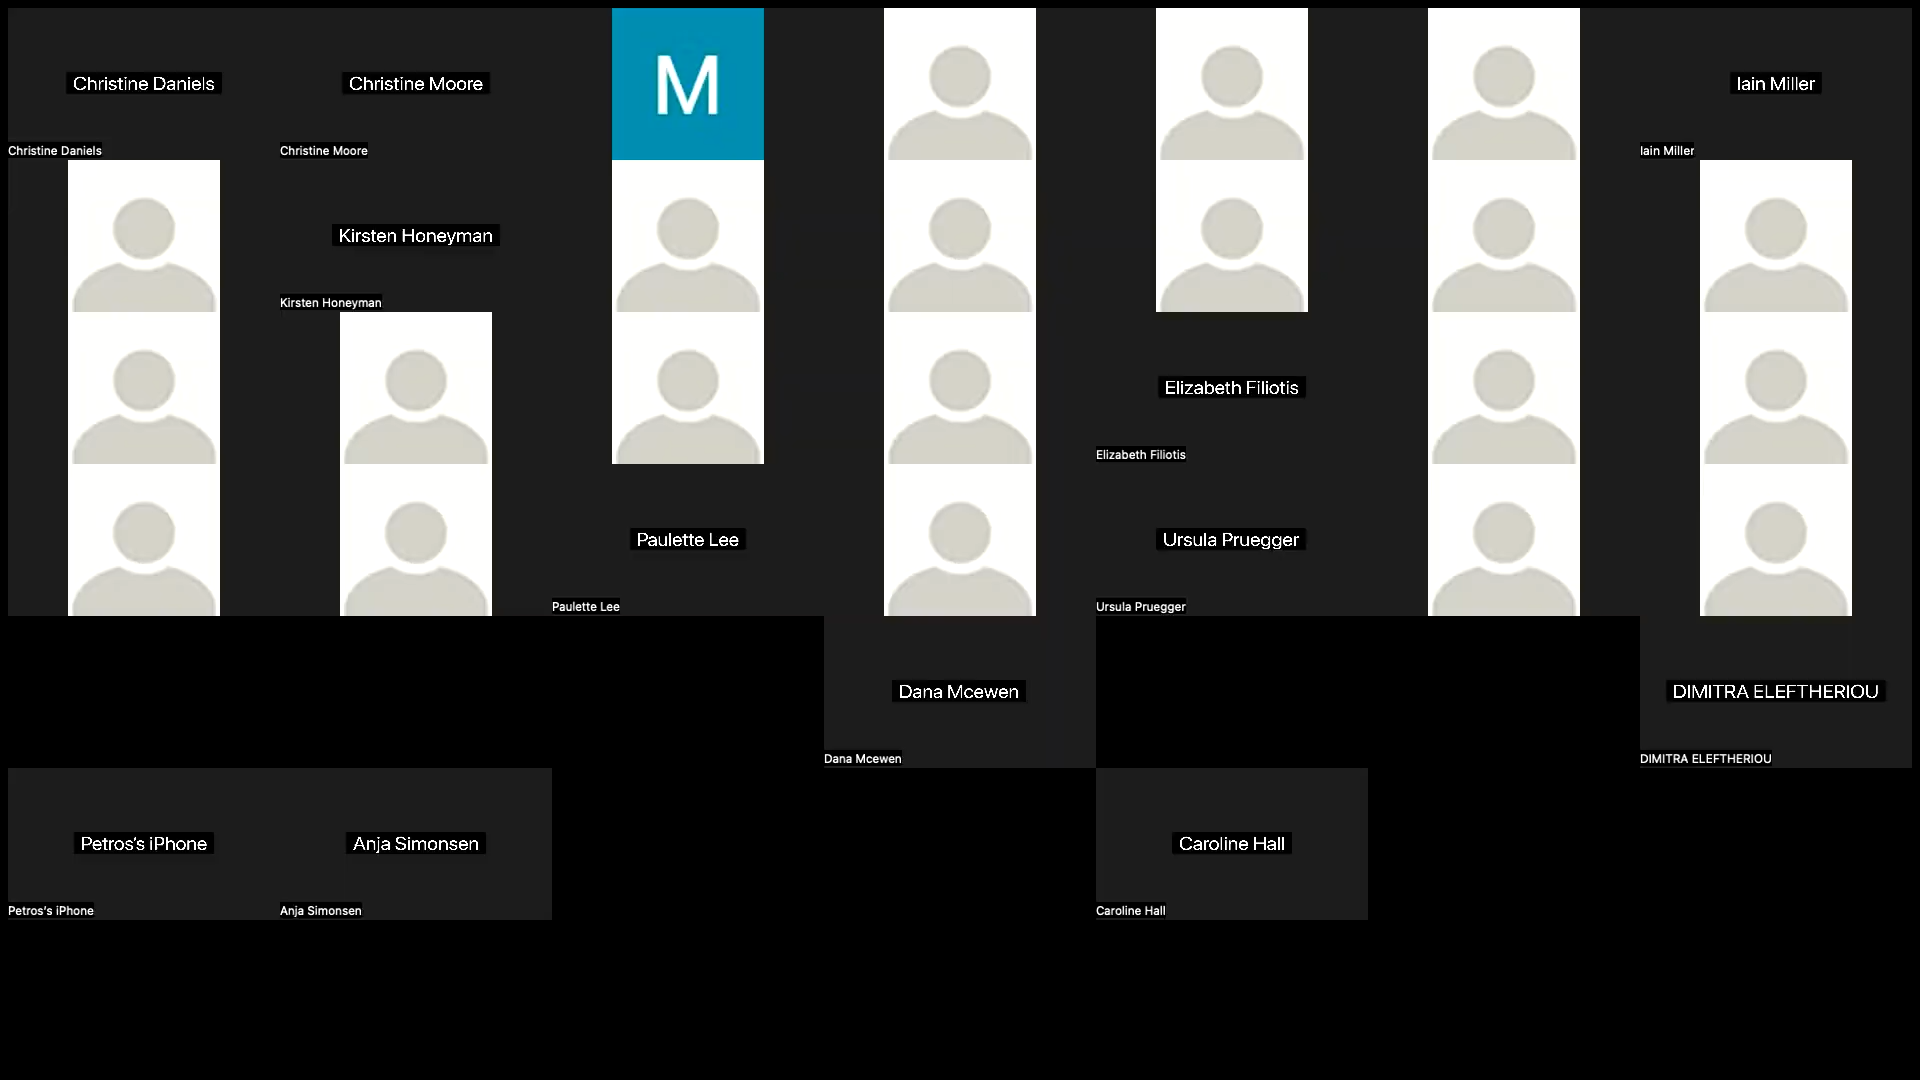 Christine Daniels
Christine Daniels
Christine Moore
Christine Moore
M
Iain Miller
Iain Miller
Kirsten Honeyman
Kirsten Honeyman
Elizabeth Filiotis
Elizabeth Filiotis
Paulette Lee
Paulette Lee
Ursula Pruegger
Ursula Pruegger
Dana Mcewen
Dana Mcewen
DIMITRA ELEFTHERIOU
DIMITRA ELEFTHERIOU
Petros's iPhone
Petros's iPhone
Anja Simonsen
Anja Simonsen
Caroline Hall
Caroline Hall